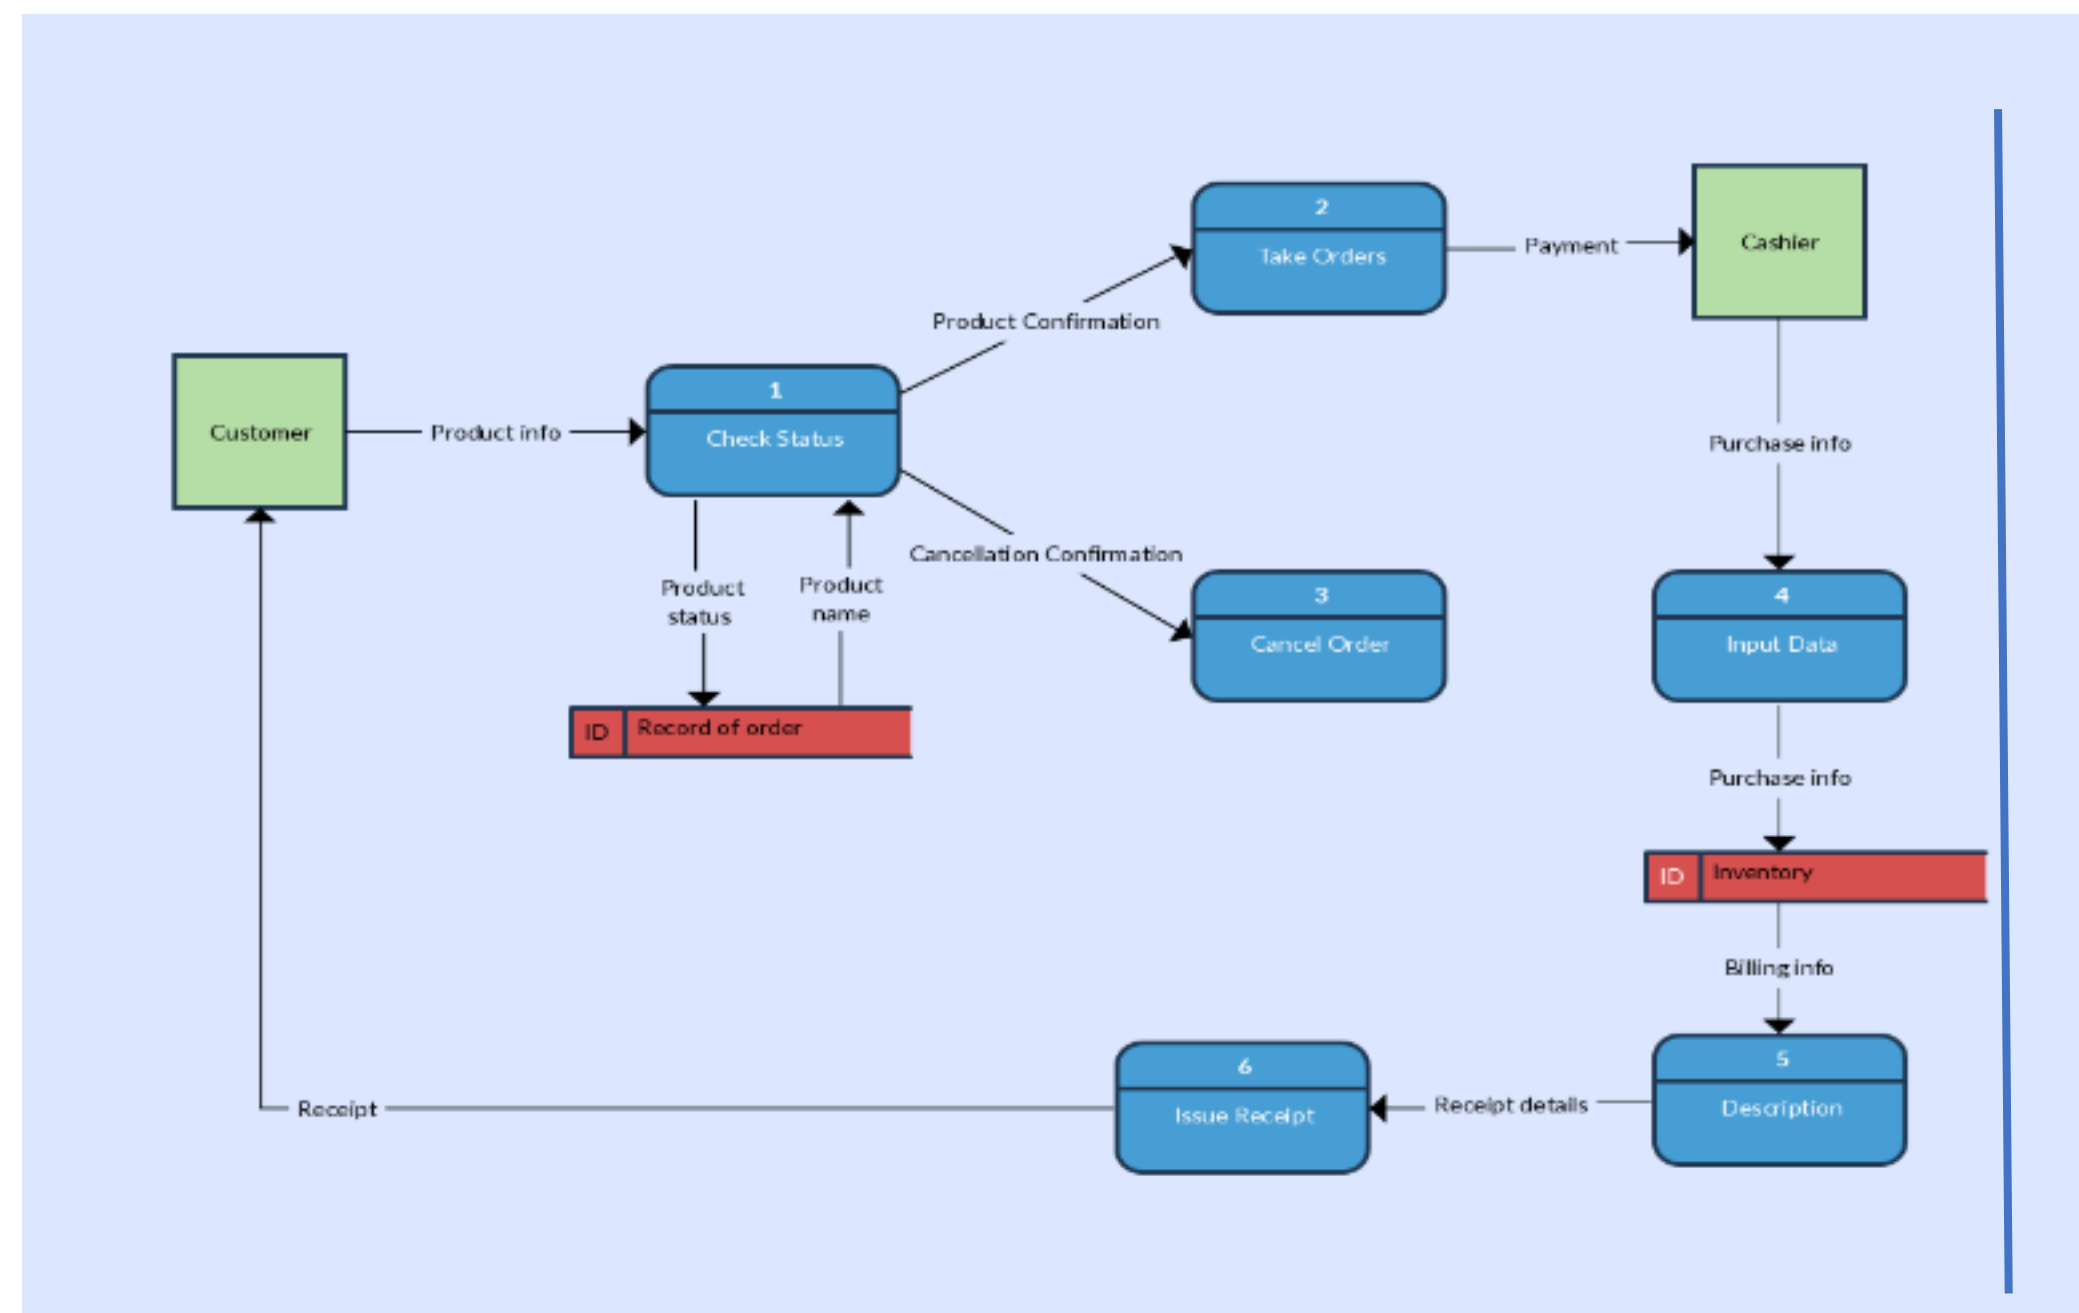 2
Take Orders
Payment
Cashier
Product Confirmation
Customer
Product info
1
Check Status
Purchase info
Cancellation Confirmation
Product
status
Product
name
3
Cancel Order
4
Input Data
ID
Record of order
Purchase info
ID
Inventory
Billing info
5
Description
Receipt details
6
Issue Receipt
Receipt